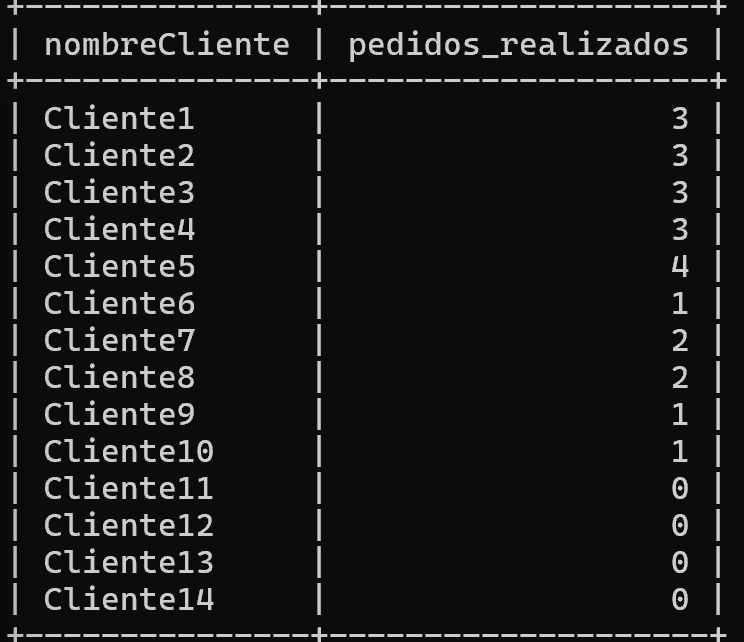 +---------------+--------------------+
| nombreCliente | pedidos_realizados |
+---------------+--------------------+
| Cliente1      |                  3 |
| Cliente2      |                  3 |
| Cliente3      |                  3 |
| Cliente4      |                  3 |
| Cliente5      |                  4 |
| Cliente6      |                  1 |
| Cliente7      |                  2 |
| Cliente8      |                  2 |
| Cliente9      |                  1 |
| Cliente10     |                  1 |
| Cliente11     |                  0 |
| Cliente12     |                  0 |
| Cliente13     |                  0 |
| Cliente14     |                  0 |
+---------------+--------------------+